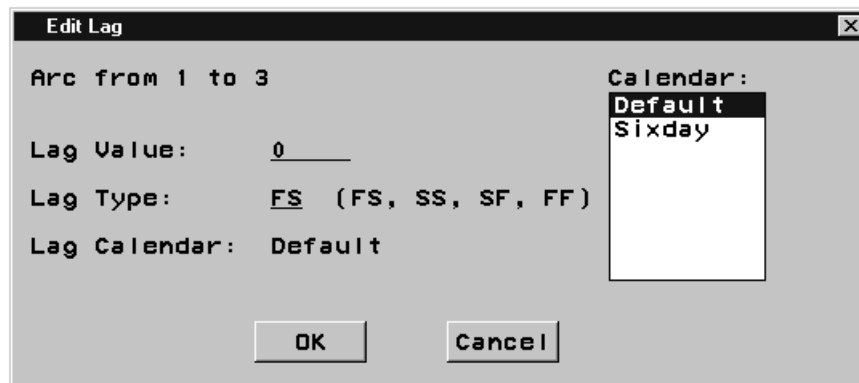 Edit Lag
Arc from 1 to 3
Calendar:
Default
Sixday
Lag Value: 0
Lag Type: FS (FS, SS, SF, FF)
Lag Calendar: Default
OK
Cancel